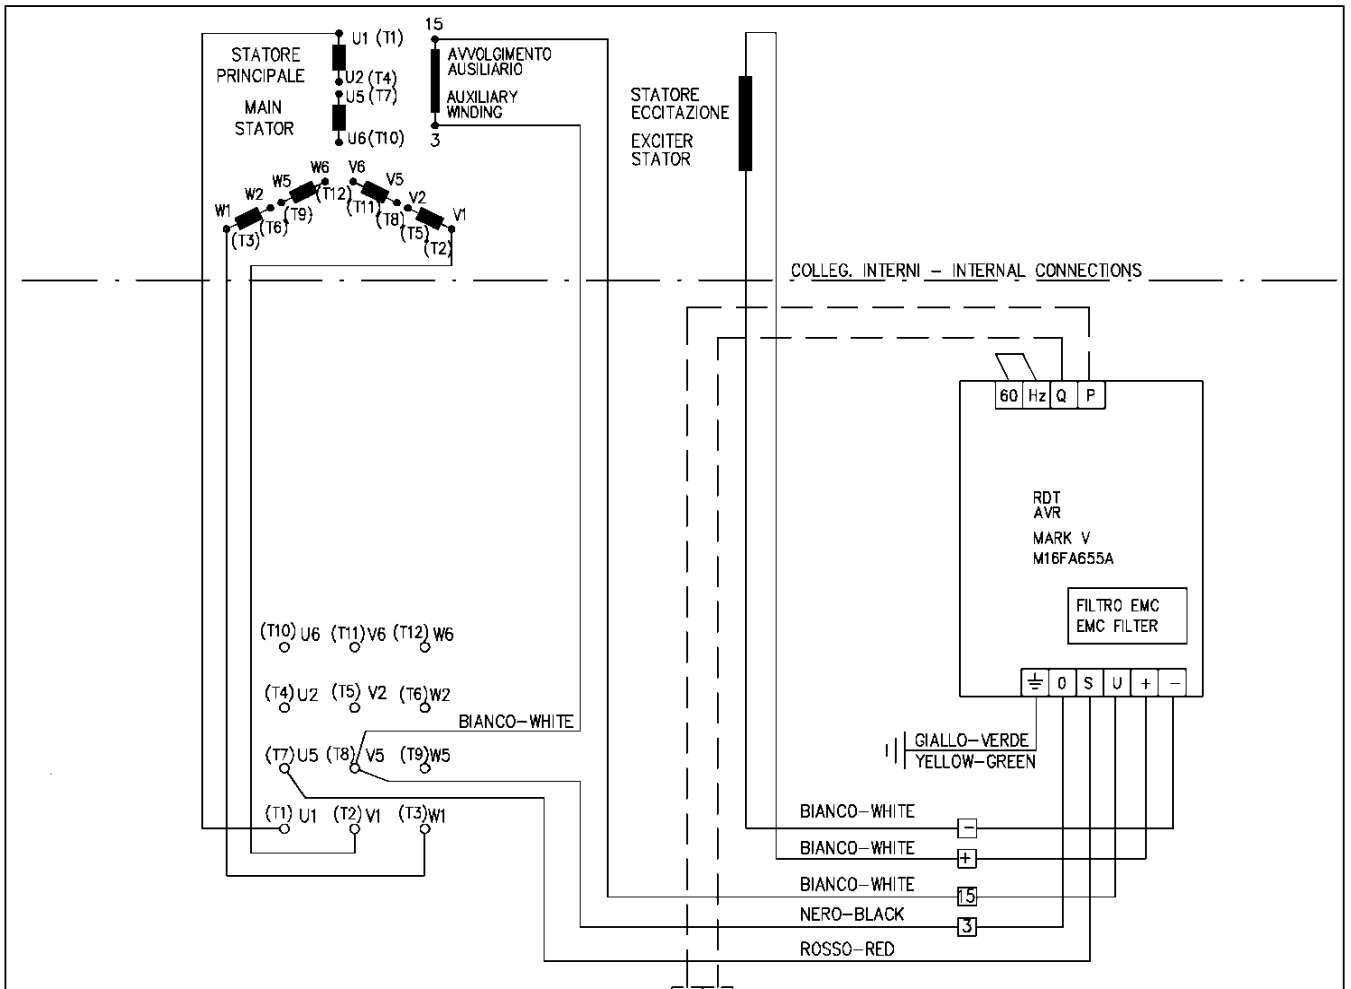 15
U1 (T1)
STATORE
PRINCIPALE
MAIN
STATOR
U2 (T4)
U5 (T7)
U6(T10)
AVVOLGIMENTO
AUSILIARIO
AUXILIARY
WINDING
3
STATORE
ECCITAZIONE
EXCITER
STATOR
W6 V6
W5 V5
(T12)
W2 V2
(T9) (T11)
W1 V1
(T6) (T8)
(T3) (T5)
(T2)
COLLEG. INTERNI - INTERNAL CONNECTIONS
60 Hz Q P
RDT
AVR
MARK V
M16FA655A
FILTRO EMC
EMC FILTER
0 S U + -
(T10) U6 (T11) V6 (T12) W6
(T4) U2 (T5) V2 (T6) W2
BIANCO-WHITE
(T7) U5 (T8) V5 (T9) W5
(T1) U1 (T2) V1 (T3) W1
GIALLO-VERDE
YELLOW-GREEN
BIANCO-WHITE -
BIANCO-WHITE +
BIANCO-WHITE 15
NERO-BLACK 3
ROSSO-RED